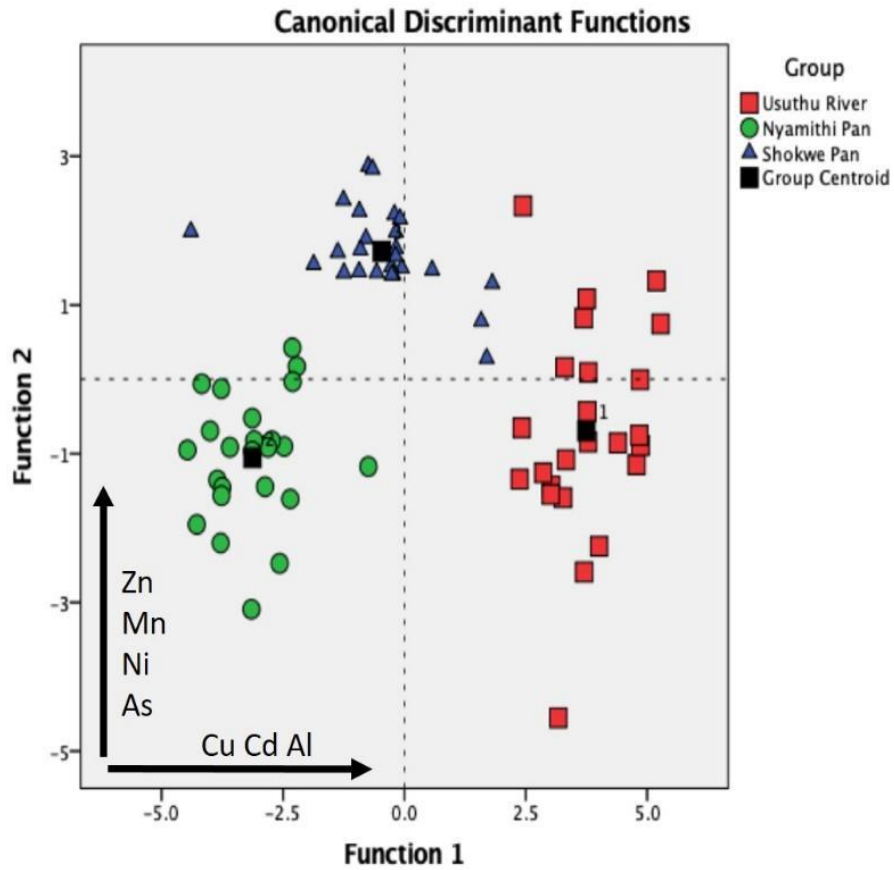 Canonical Discriminant Functions
Group
Usuthu River
Nyamithi Pan
Shokwe Pan
Group Centroid
3
1
-1
-3
-5
Function 2
1
2
Zn
Mn
Ni
As
Cu Cd Al
-5.0 -2.5 0.0 2.5 5.0
Function 1